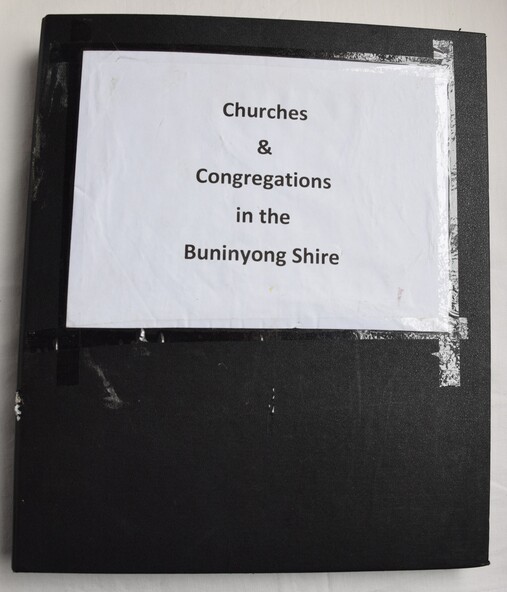 Churches
&
Congregations
in the
Buninyong Shire